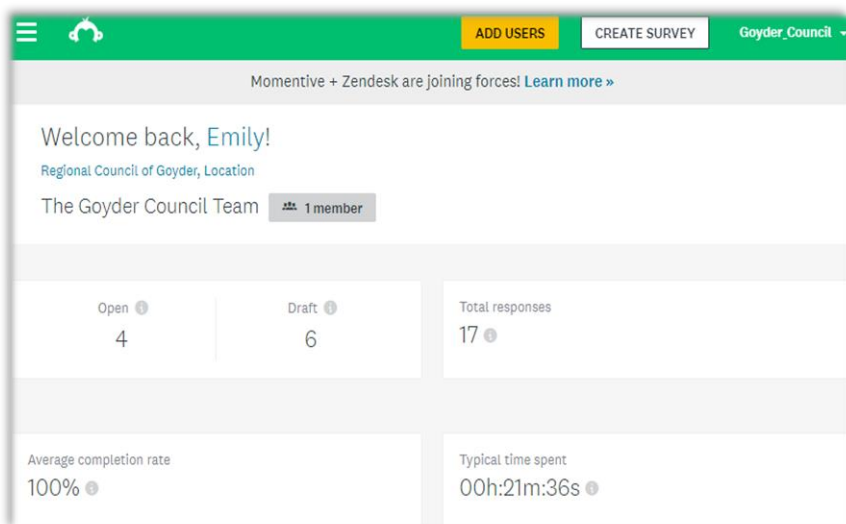 ADD USERS CREATE SURVEY Goyder_Council
Momentive + Zendesk are joining forces! Learn more »
Welcome back, Emily!
Regional Council of Goyder, Location
The Goyder Council Team 1 member
Open Draft Total responses
4 6 17
Average completion rate Typical time spent
100% 00h:21m:36s